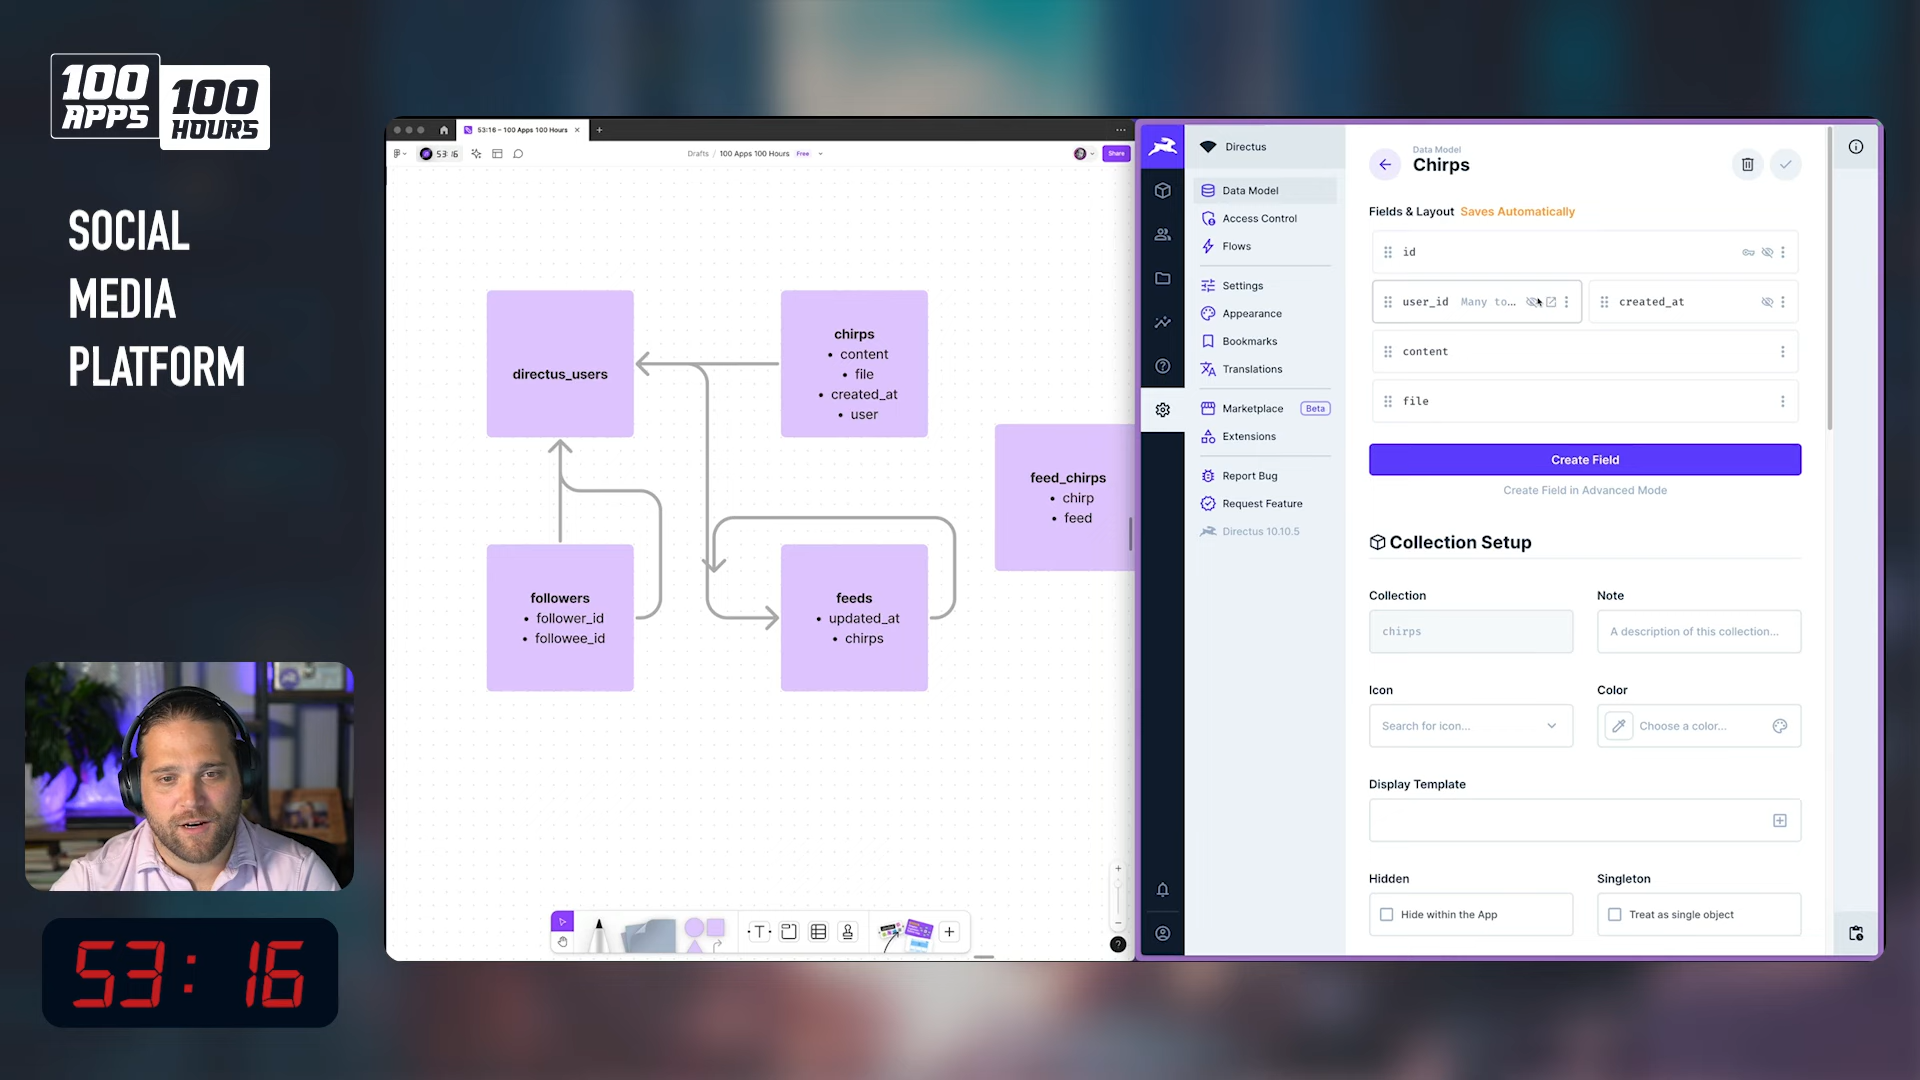 100
APPS
100
HOURS
SOCIAL
MEDIA
PLATFORM
53:16
53:16 – 100 Apps 100 Hours
53:16
Drafts / 100 Apps 100 Hours Free
Share
directus_users
chirps
• content
• file
• created_at
• user
feed_chirps
• chirp
• feed
followers
• follower_id
• followee_id
feeds
• updated_at
• chirps
T
?
Directus
Data Model
Access Control
Flows
Settings
Appearance
Bookmarks
Translations
Marketplace Beta
Extensions
Report Bug
Request Feature
Directus 10.10.5
Data Model
Chirps
Fields & Layout Saves Automatically
id
user_id Many to...
created_at
content
file
Create Field
Create Field in Advanced Mode
Collection Setup
Collection
Note
chirps
A description of this collection...
Icon
Color
Search for icon...
Choose a color...
Display Template
Hidden
Singleton
Hide within the App
Treat as single object